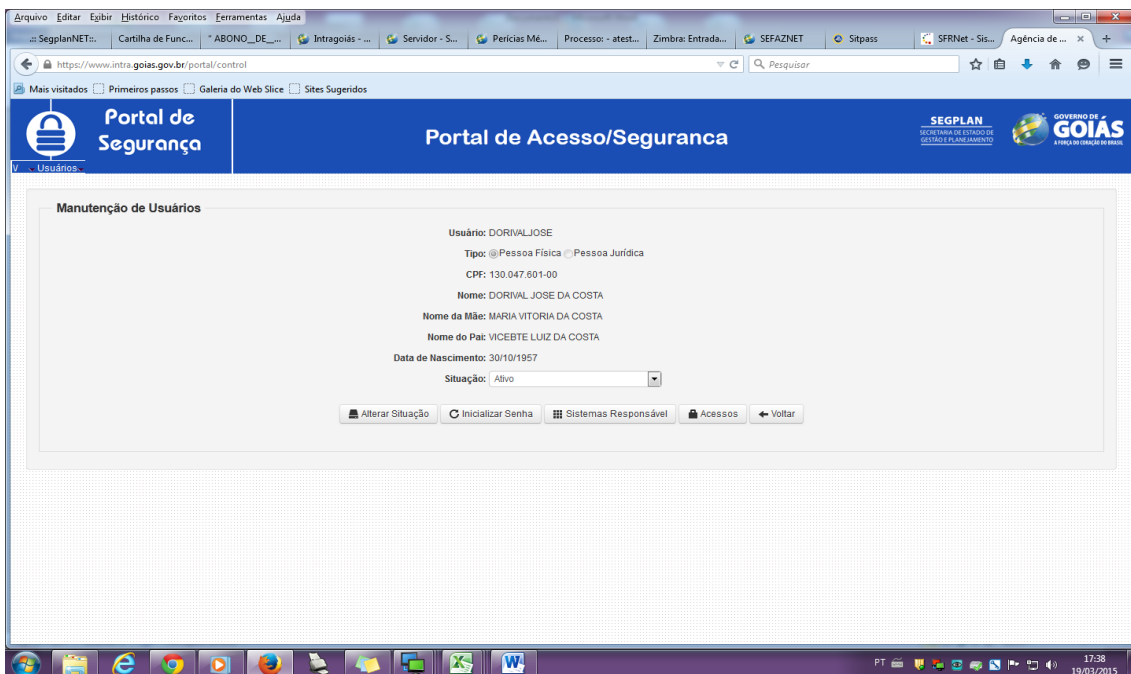 Arquivo Editar Exibir Histórico Favoritos Ferramentas Ajuda
.:: SegplanNET::. Cartilha de Func... * ABONO__DE__... Intragoiás - ... Servidor - S... Perícias Mé... Processo: - atest... Zimbra: Entrada... SEFAZNET Sitpass SFRNet - Sis... Agência de ... × +
https://www.intra.goias.gov.br/portal/control Pesquisar
Mais visitados Primeiros passos Galeria do Web Slice Sites Sugeridos
Portal de
Segurança
Portal de Acesso/Seguranca
SEGPLAN
SECRETARIA DE ESTADO DE
GESTÃO E PLANEJAMENTO
GOVERNO DE
GOIÁS
A FORÇA DO CORAÇÃO DO BRASIL
V Usuários
Manutenção de Usuários
Usuário: DORIVALJOSE
Tipo: Pessoa Física Pessoa Jurídica
CPF: 130.047.601-00
Nome: DORIVAL JOSE DA COSTA
Nome da Mãe: MARIA VITORIA DA COSTA
Nome do Pai: VICEBTE LUIZ DA COSTA
Data de Nascimento: 30/10/1957
Situação: Ativo
Alterar Situação Inicializar Senha Sistemas Responsável Acessos Voltar
PT 17:38
19/03/2015